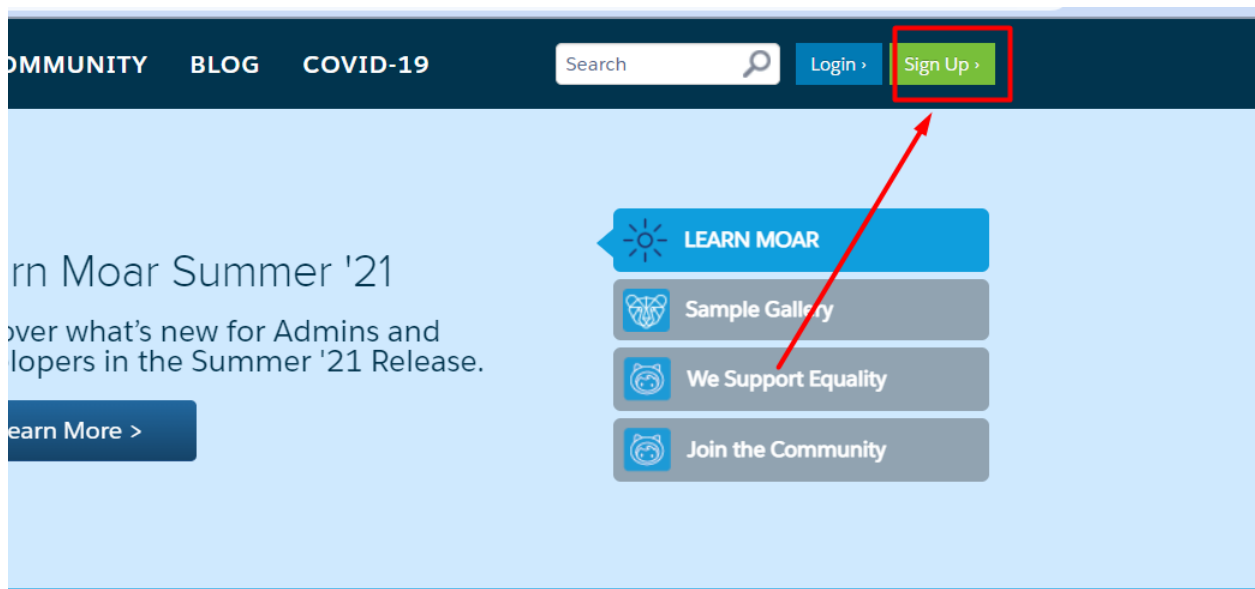 OMMUNITY BLOG COVID-19 Search Login › Sign Up ›
LEARN MOAR
rn Moar Summer '21
Sample Gallery
over what's new for Admins and
lopers in the Summer '21 Release.
We Support Equality
earn More >
Join the Community